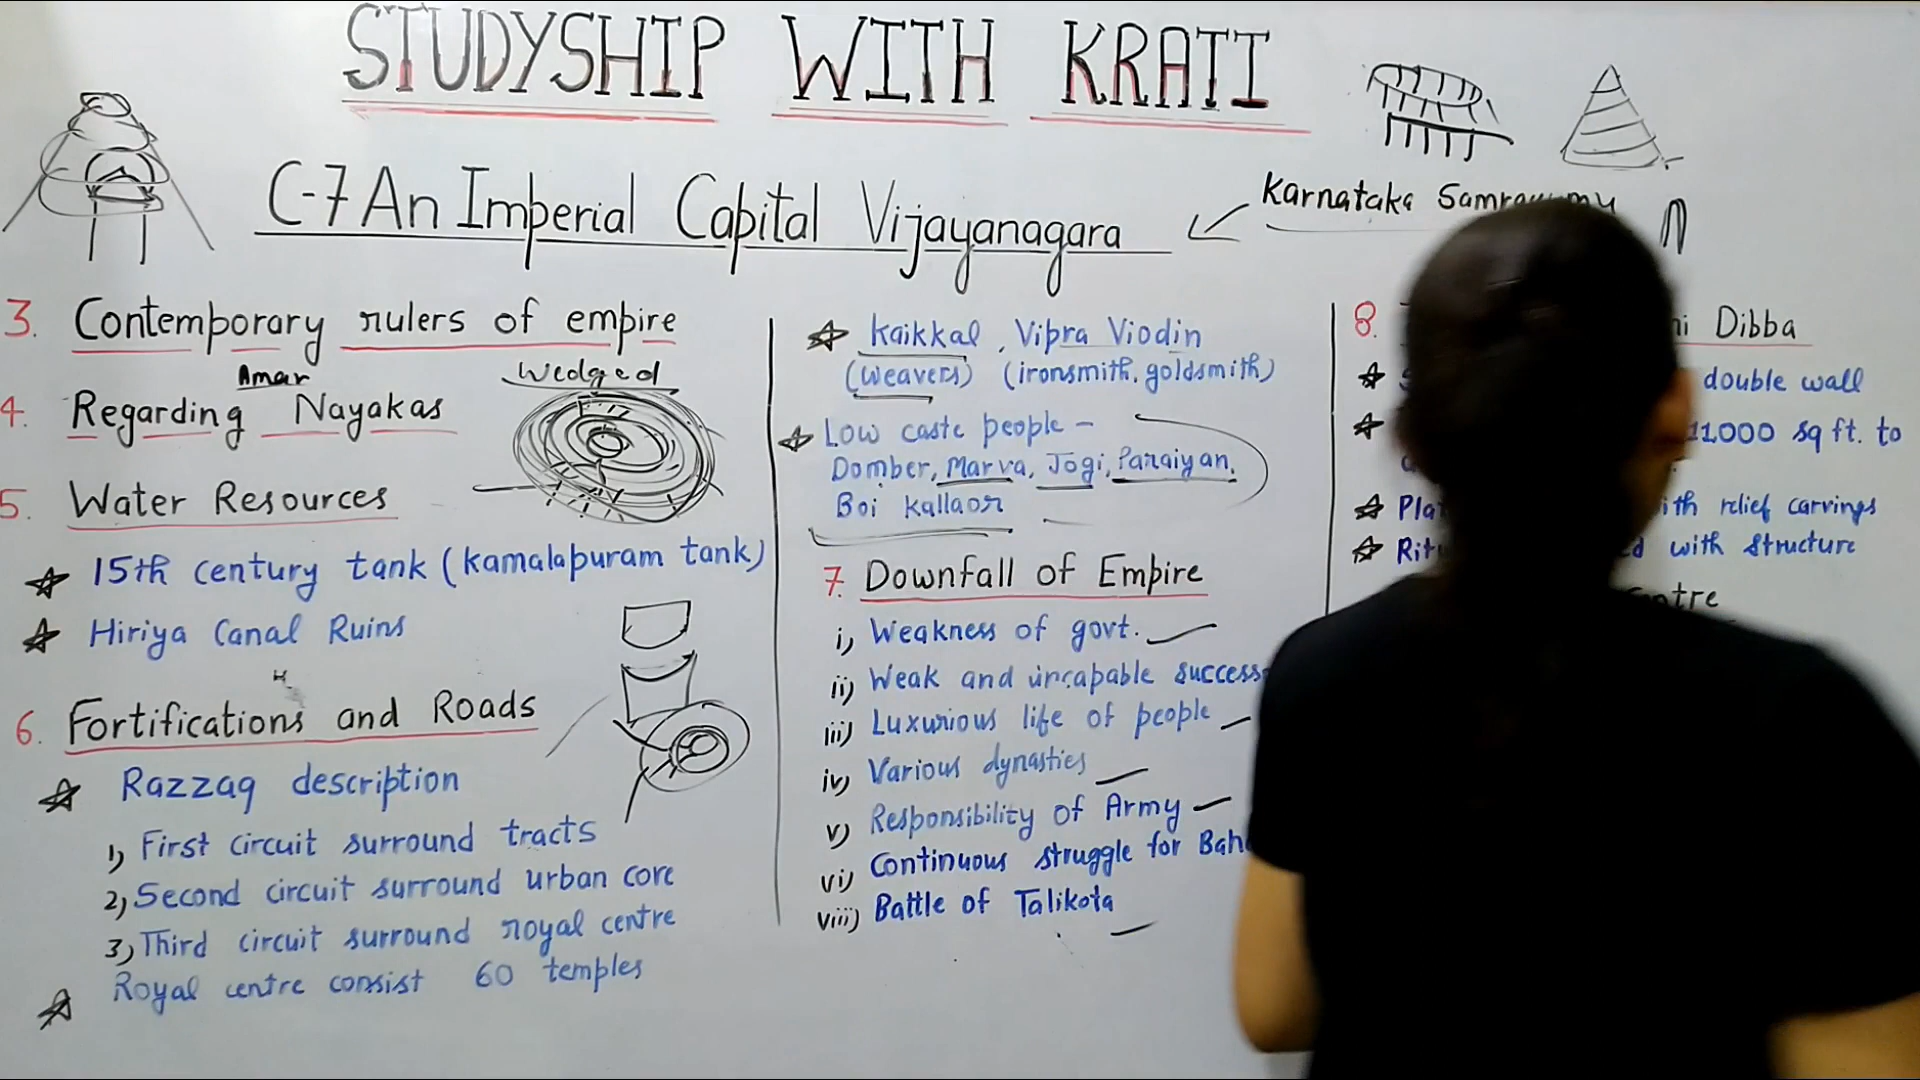 STUDYSHIP WITH KRATI
C-7 An Imperial Capital Vijayanagara
Karnataka
3. Contemporary rulers of empire
Amar
4. Regarding Nayakas
wedged
5. Water Resources
15th century tank (kamalapuram tank)
Hiriya Canal Ruins
6. Fortifications and Roads
Razzaq description
1) First circuit surround tracts
2) Second circuit surround urban core
3) Third circuit surround royal centre
Royal centre consist 60 temples
Kaikkal, Vipra Viodin
(weavers) (ironsmith, goldsmith)
Low caste people -
Domber, Marva, Jogi, Paraiyan,
Boi kallaor
7. Downfall of Empire
i) Weakness of govt.
ii) Weak and incapable
iii) Luxurious life of people
iv) Various dynasties
v) Responsibility of Army
vi) Continuous struggle for
viii) Battle of Talikota
8. Dibba
double wall
11000 sq ft. to
relief carvings
with structure